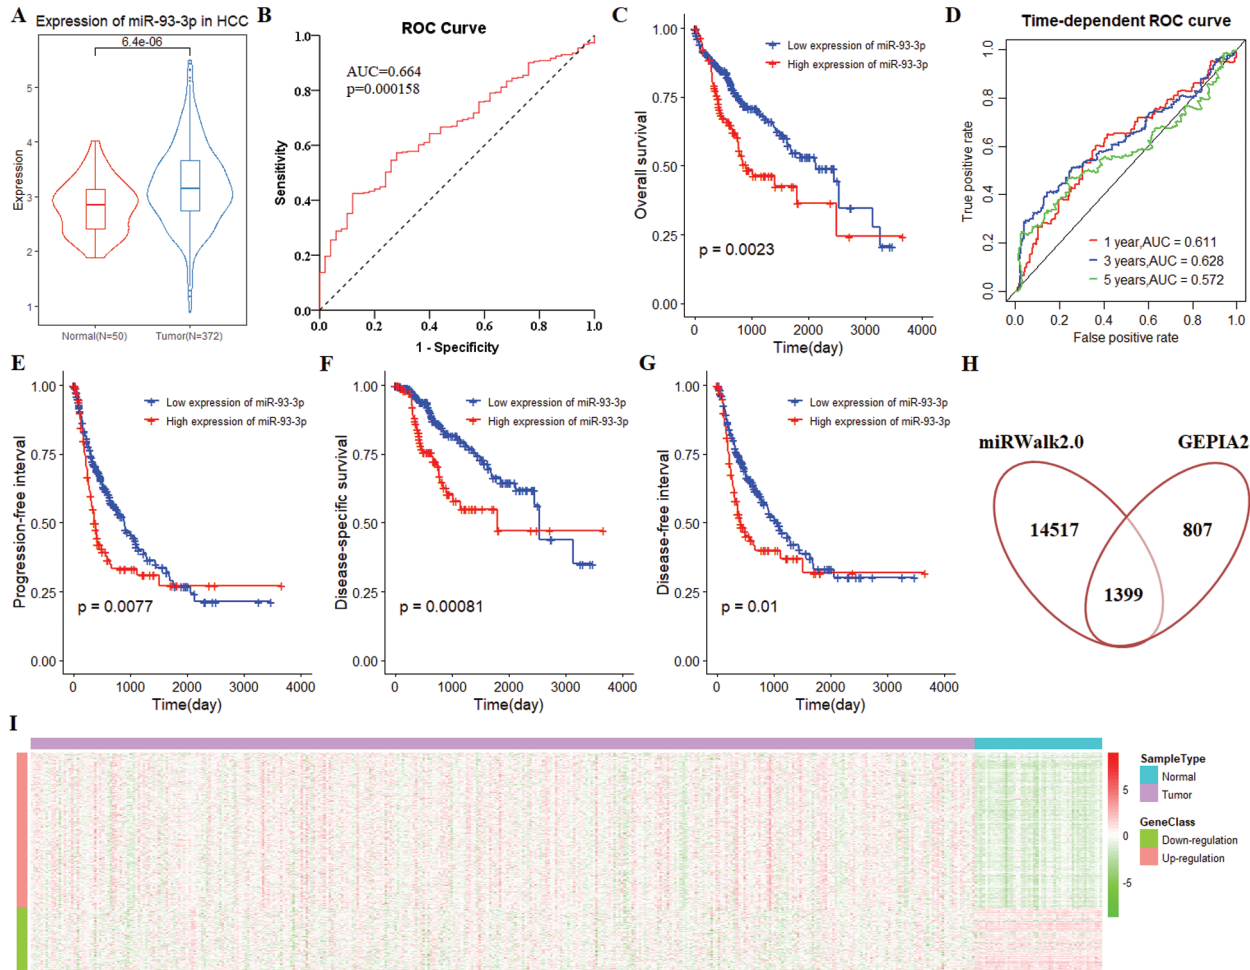 A
Expression of miR-93-3p in HCC
6.4e-06
5
4
3
2
1
Expression
Normal(N=50)
Tumor(N=372)
B
ROC Curve
AUC=0.664
p=0.000158
1.0
0.8
0.6
0.4
0.2
0.0
Sensitivity
0.0 0.2 0.4 0.6 0.8 1.0
1 - Specificity
C
Low expression of miR-93-3p
High expression of miR-93-3p
1.00
0.75
0.50
0.25
0.00
Overall survival
p = 0.0023
0 1000 2000 3000 4000
Time(day)
D
Time-dependent ROC curve
1.0
0.8
0.6
0.4
0.2
0.0
True positive rate
1 year,AUC = 0.611
3 years,AUC = 0.628
5 years,AUC = 0.572
0.0 0.2 0.4 0.6 0.8 1.0
False positive rate
E
Low expression of miR-93-3p
High expression of miR-93-3p
1.00
0.75
0.50
0.25
0.00
Progression-free interval
p = 0.0077
0 1000 2000 3000 4000
Time(day)
F
Low expression of miR-93-3p
High expression of miR-93-3p
1.00
0.75
0.50
0.25
0.00
Disease-specific survival
p = 0.00081
0 1000 2000 3000 4000
Time(day)
G
Low expression of miR-93-3p
High expression of miR-93-3p
1.00
0.75
0.50
0.25
0.00
Disease-free interval
p = 0.01
0 1000 2000 3000 4000
Time(day)
H
miRWalk2.0
GEPIA2
14517
807
1399
I
5
0
-5
SampleType
Normal
Tumor
GeneClass
Down-regulation
Up-regulation